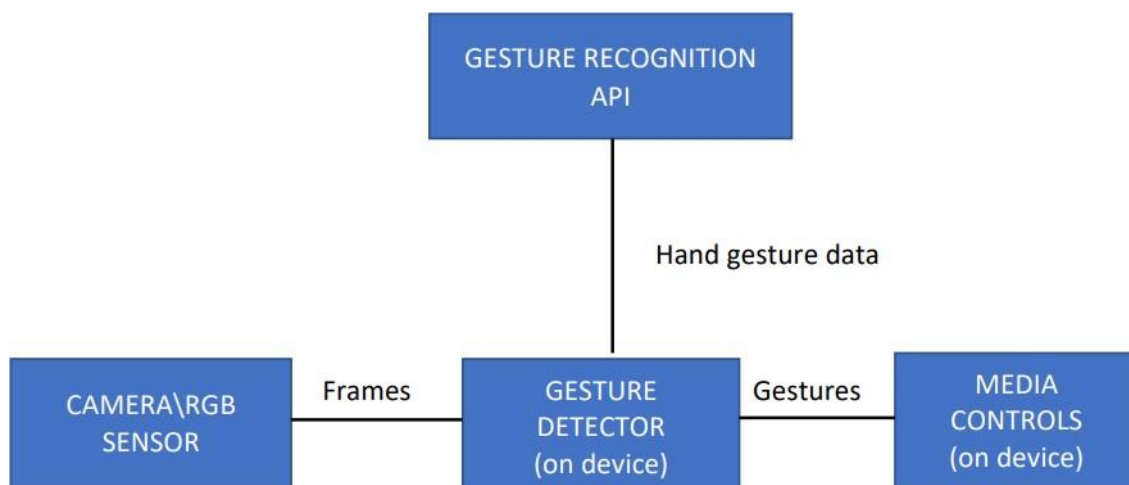 GESTURE RECOGNITION
API
Hand gesture data
CAMERA\RGB
SENSOR
Frames
GESTURE
DETECTOR
(on device)
Gestures
MEDIA
CONTROLS
(on device)